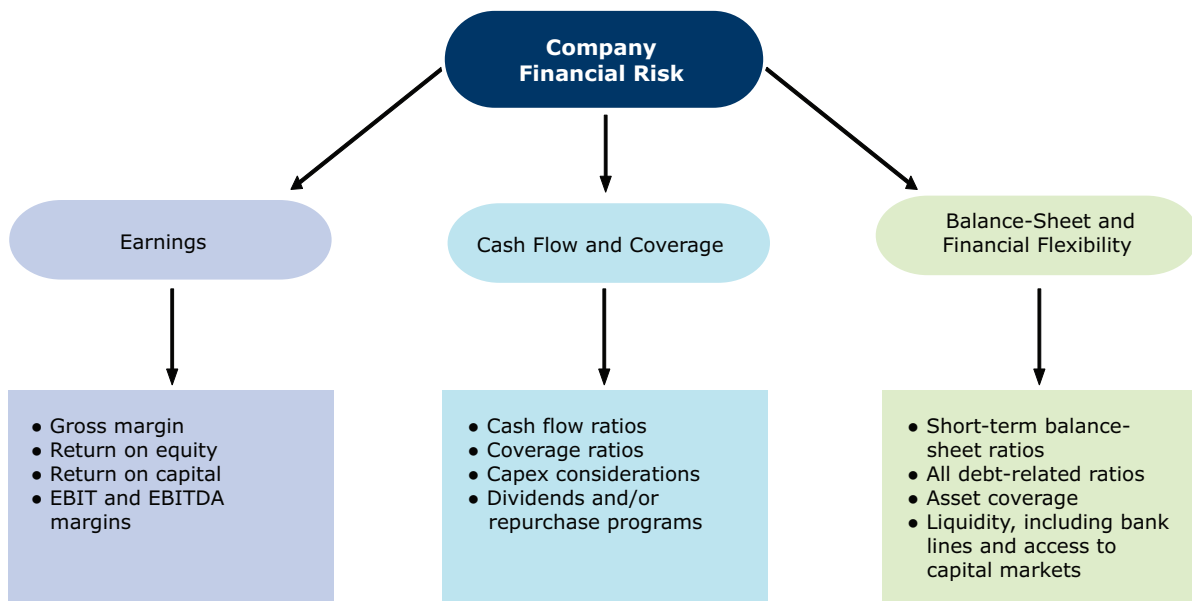 Company
Financial Risk
Earnings
Cash Flow and Coverage
Balance-Sheet and
Financial Flexibility
● Gross margin
● Return on equity
● Return on capital
● EBIT and EBITDA
margins
● Cash flow ratios
● Coverage ratios
● Capex considerations
● Dividends and/or
repurchase programs
● Short-term balance-
sheet ratios
● All debt-related ratios
● Asset coverage
● Liquidity, including bank
lines and access to
capital markets